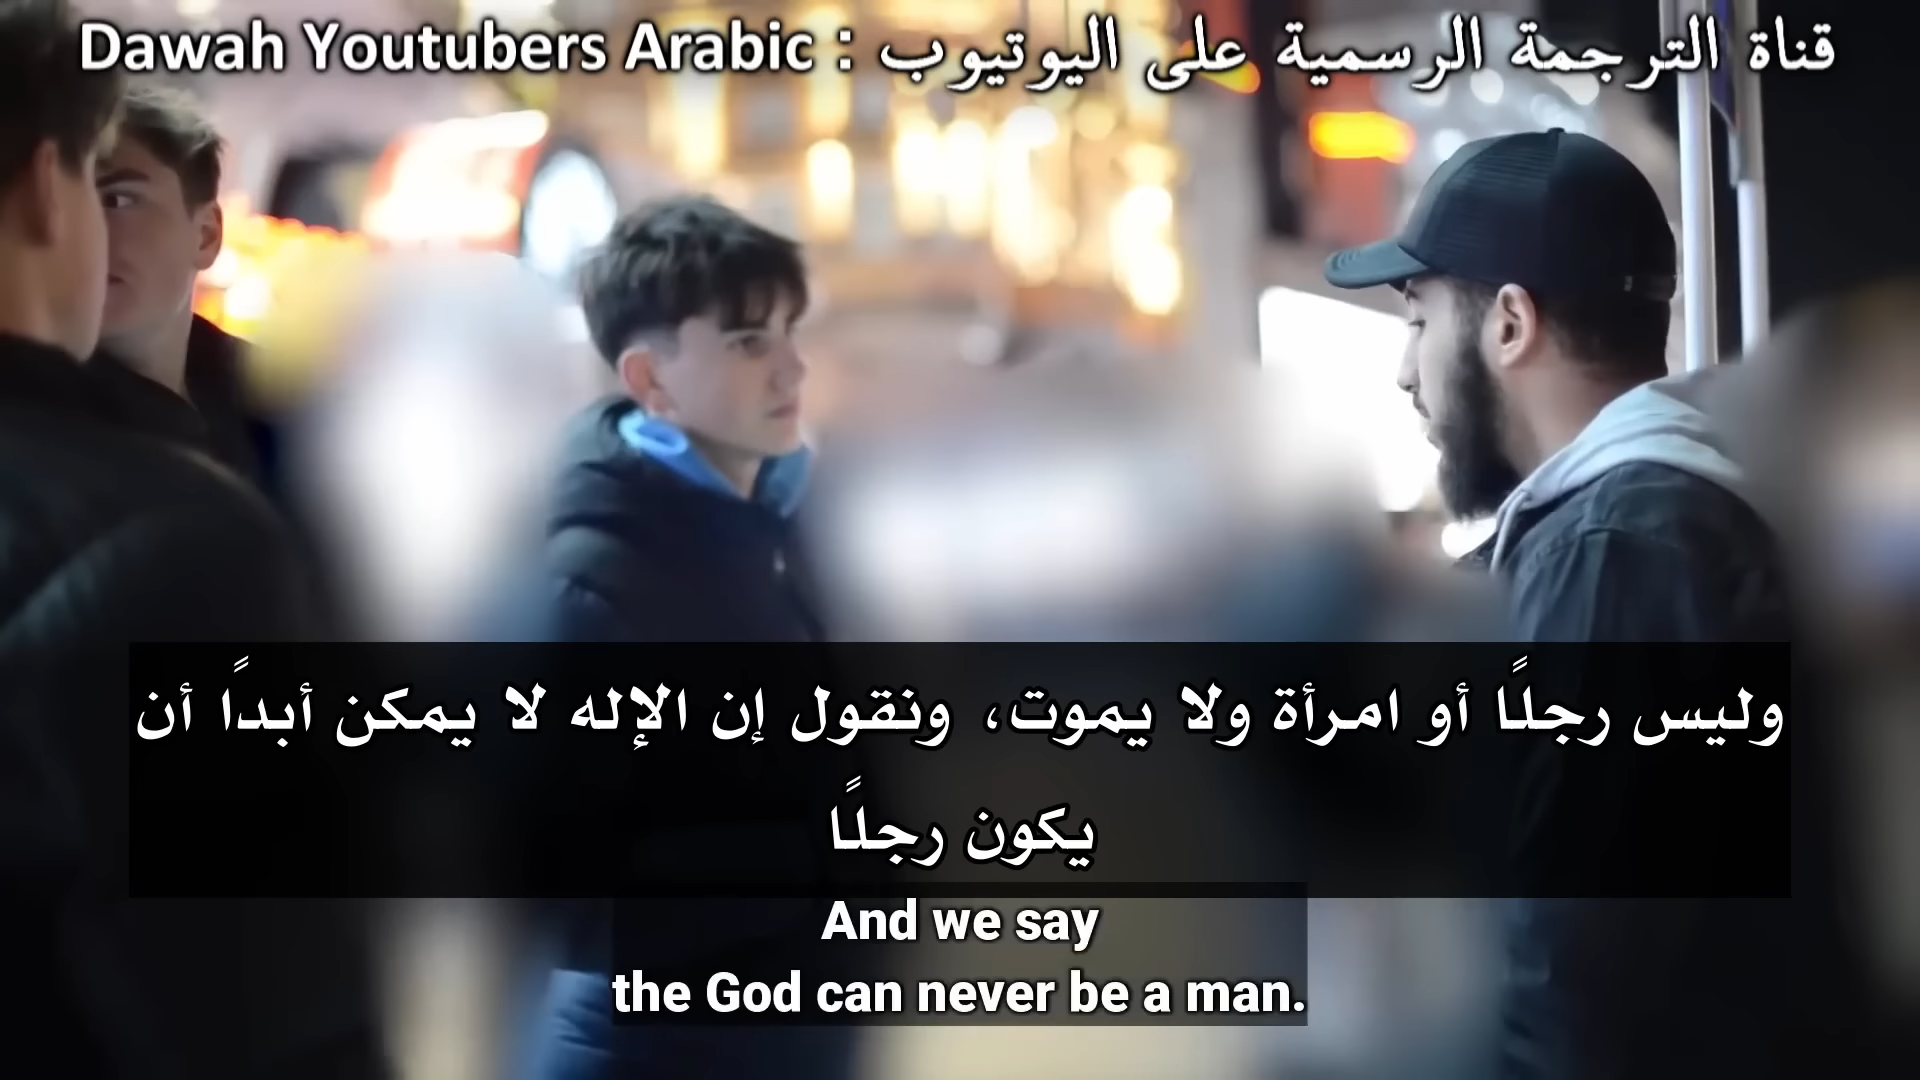 Dawah Youtubers Arabic : قناة الترجمة الرسمية على اليوتيوب
وليس رجلًا أو امرأة ولا يموت، ونقول إن الإله لا يمكن أبدًا أن
يكون رجلًا
And we say
the God can never be a man.